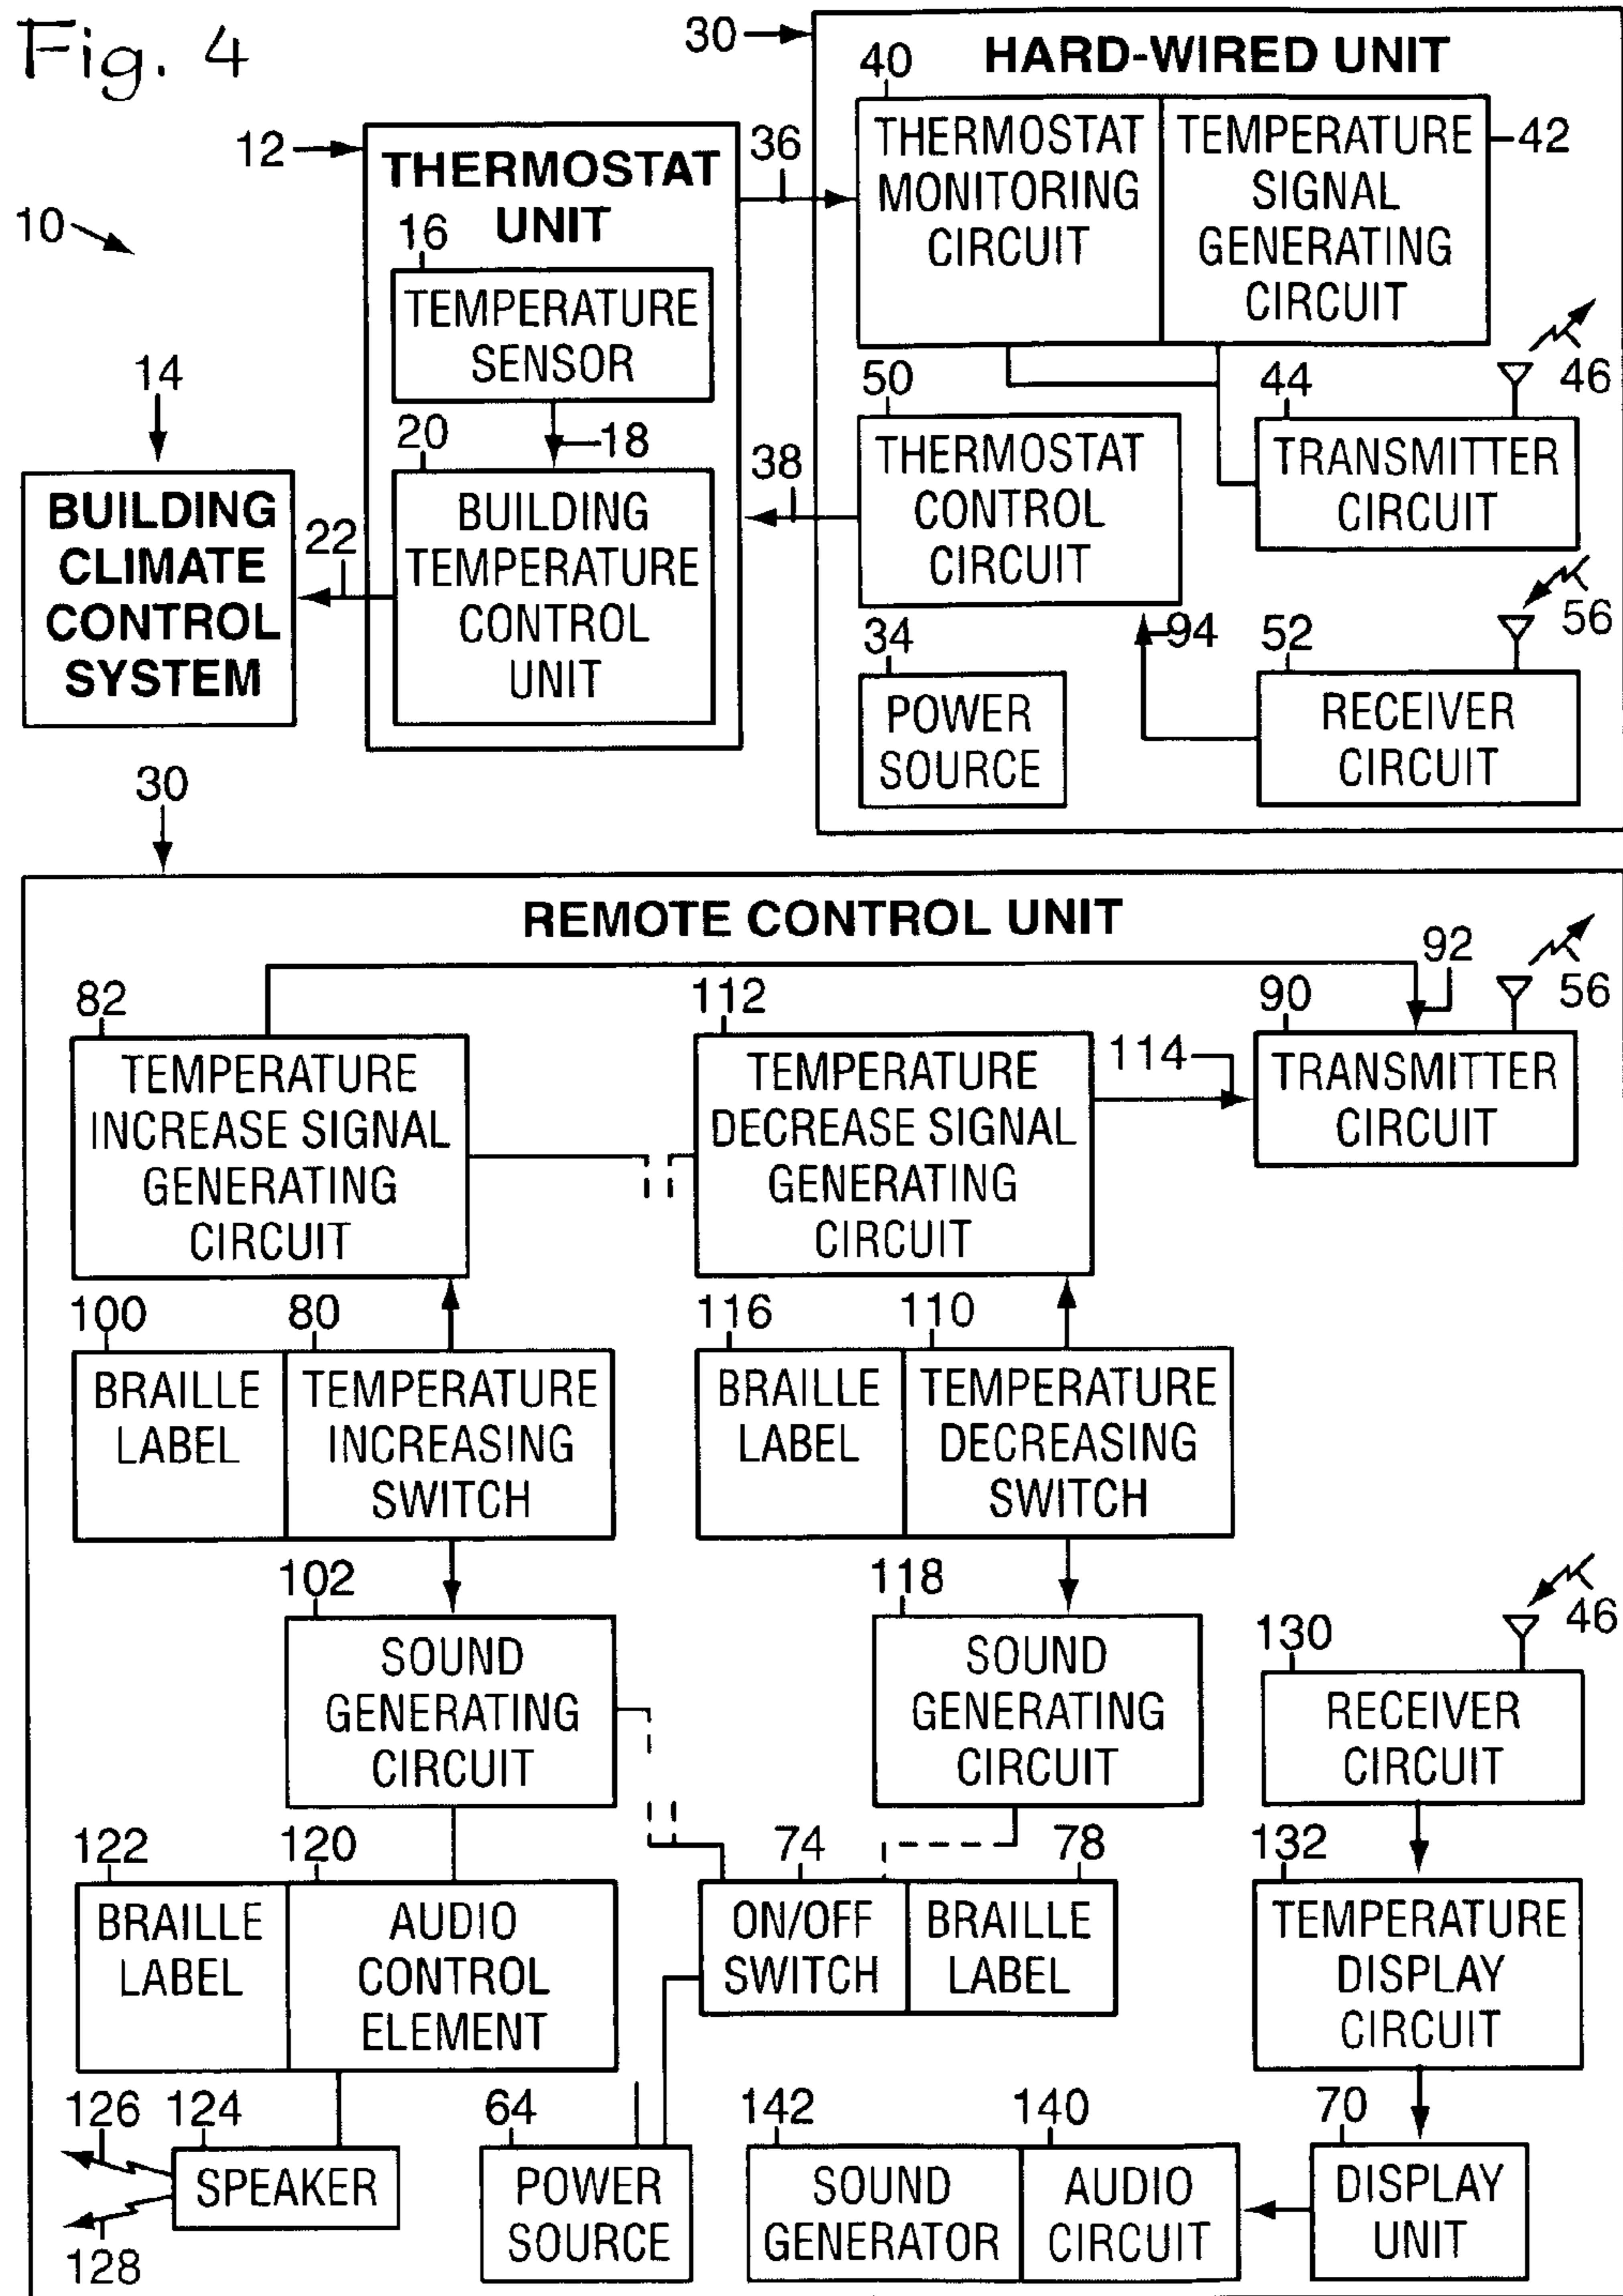 Fig. 4
30
HARD-WIRED UNIT
40
THERMOSTAT
MONITORING
CIRCUIT
TEMPERATURE
SIGNAL
GENERATING
CIRCUIT
42
12
THERMOSTAT
UNIT
36
10
16
TEMPERATURE
SENSOR
18
20
BUILDING
TEMPERATURE
CONTROL
UNIT
14
BUILDING
CLIMATE
CONTROL
SYSTEM
22
38
50
THERMOSTAT
CONTROL
CIRCUIT
44
46
TRANSMITTER
CIRCUIT
94
34
POWER
SOURCE
52
56
RECEIVER
CIRCUIT
30
REMOTE CONTROL UNIT
82
TEMPERATURE
INCREASE SIGNAL
GENERATING
CIRCUIT
112
TEMPERATURE
DECREASE SIGNAL
GENERATING
CIRCUIT
114
90
92
56
TRANSMITTER
CIRCUIT
100
BRAILLE
LABEL
80
TEMPERATURE
INCREASING
SWITCH
116
BRAILLE
LABEL
110
TEMPERATURE
DECREASING
SWITCH
102
SOUND
GENERATING
CIRCUIT
118
SOUND
GENERATING
CIRCUIT
130
46
RECEIVER
CIRCUIT
122
BRAILLE
LABEL
120
AUDIO
CONTROL
ELEMENT
74
ON/OFF
SWITCH
78
BRAILLE
LABEL
132
TEMPERATURE
DISPLAY
CIRCUIT
126
124
SPEAKER
128
64
POWER
SOURCE
142
SOUND
GENERATOR
140
AUDIO
CIRCUIT
70
DISPLAY
UNIT